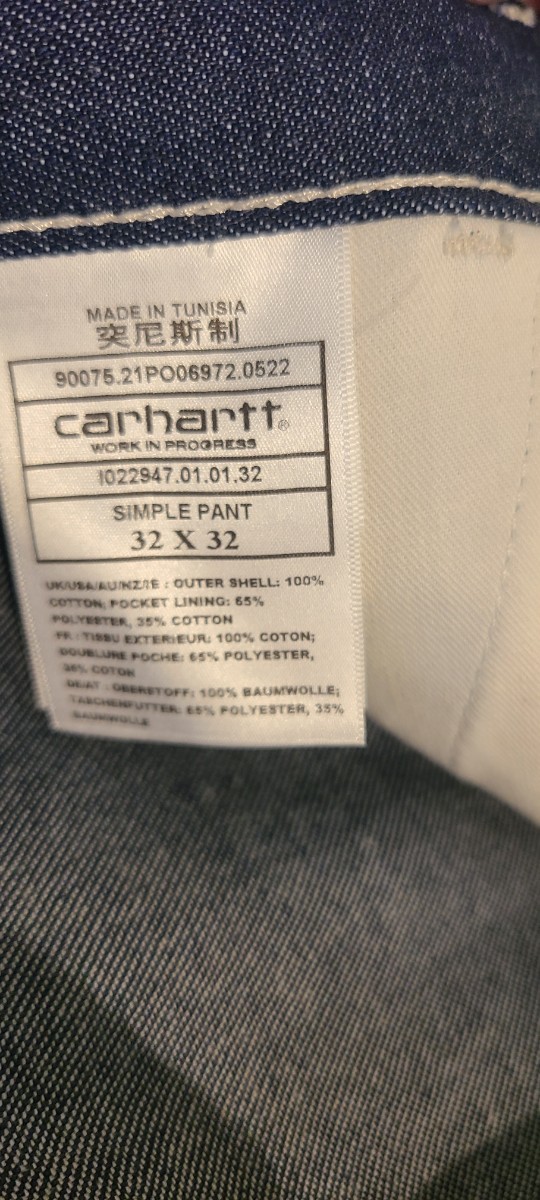 MADE IN TUNISIA
突尼斯制
90075.21PO06972.0522
carhartt®
WORK IN PROGRESS
I022947.01.01.32
SIMPLE PANT
32 X 32
UK/USA/AU/NZ/IE : OUTER SHELL: 100%
COTTON; POCKET LINING: 65%
POLYESTER, 35% COTTON
FR : TISSU EXTERIEUR: 100% COTON;
DOUBLURE POCHE: 65% POLYESTER,
35% COTON
DE/AT : OBERSTOFF: 100% BAUMWOLLE;
TASCHENFUTTER: 65% POLYESTER, 35%
BAUMWOLLE